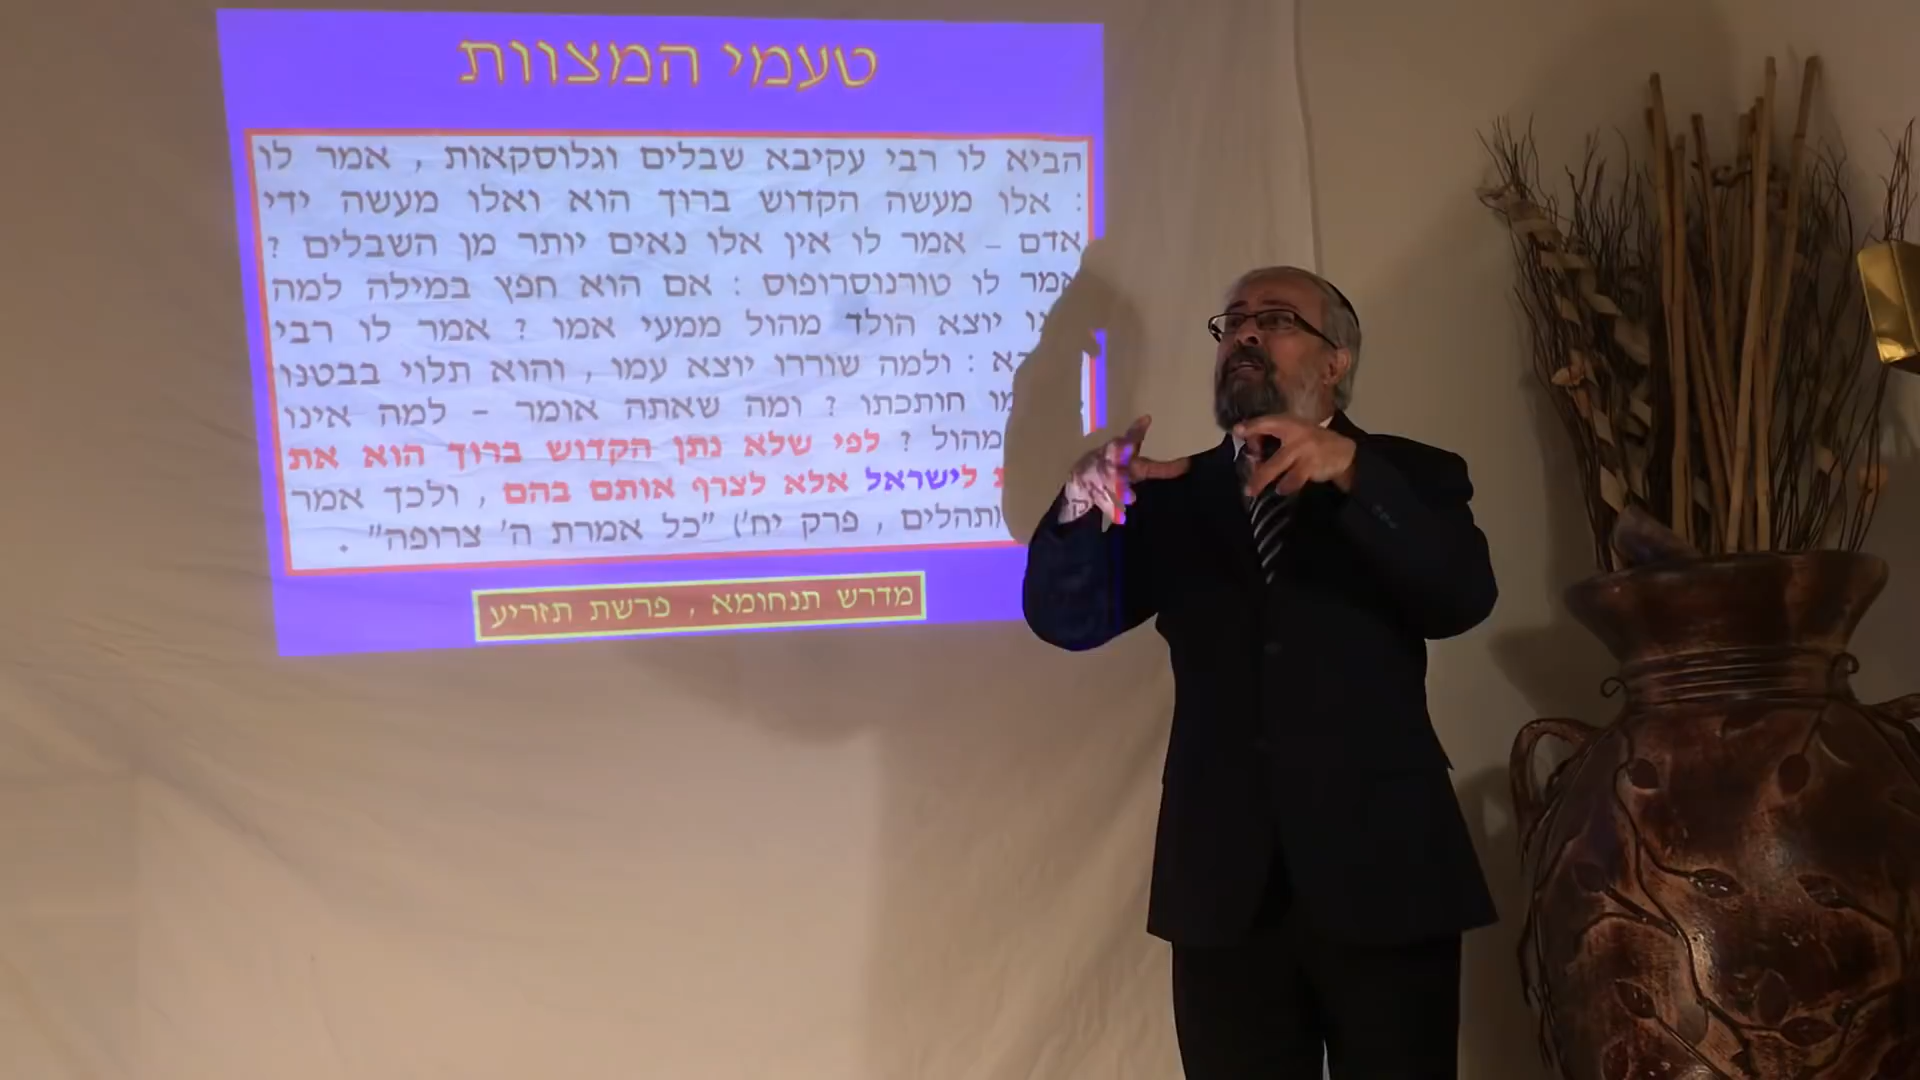 טעמי המצוות
הביא לו רבי עקיבא שבלים וגלוסקאות , אמר לו
: אלו מעשה הקדוש ברוך הוא ואלו מעשה ידי
אדם – אמר לו אין אלו נאים יותר מן השבלים ?
אמר לו טורנוסרופוס : אם הוא חפץ במילה למה
יוצא הולד מהול ממעי אמו ? אמר לו רבי
: ולמה שוררו יוצא עמו , והוא תלוי בבטנו
חותכתו ? ומה שאתה אומר – למה אינו
מהול ? לפי שלא נתן הקדוש ברוך הוא את
לישראל אלא לצרף אותם בהם , ולכך אמר
ותהלים , פרק יח') "כל אמרת ה' צרופה" .
מדרש תנחומא , פרשת תזריע